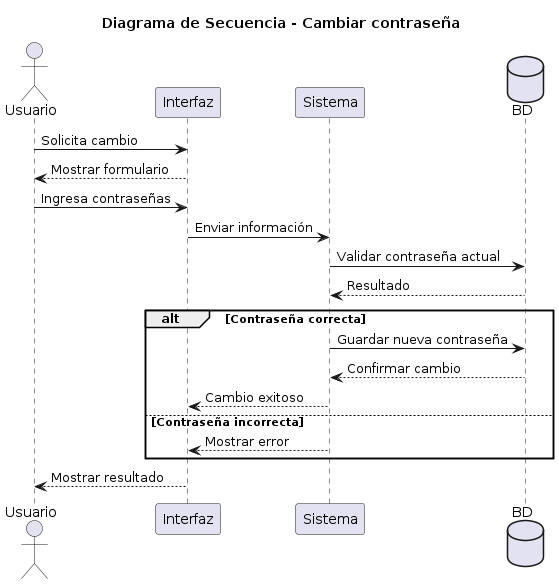 Diagrama de Secuencia - Cambiar contraseña
Usuario
Interfaz
Sistema
BD
Solicita cambio
Mostrar formulario
Ingresa contraseñas
Enviar información
Validar contraseña actual
Resultado
alt
[Contraseña correcta]
Guardar nueva contraseña
Confirmar cambio
Cambio exitoso
[Contraseña incorrecta]
Mostrar error
Mostrar resultado
Usuario
Interfaz
Sistema
BD